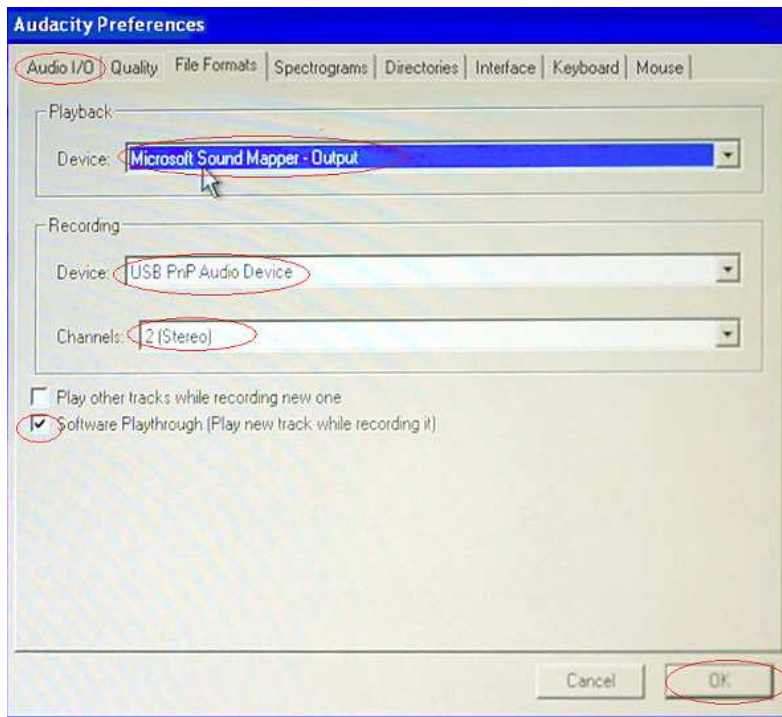 Audacity Preferences
Audio I/O Quality File Formats Spectrograms Directories Interface Keyboard Mouse
Playback
Device: Microsoft Sound Mapper - Output
Recording
Device: USB PnP Audio Device
Channels: 2 (Stereo)
Play other tracks while recording new one
Software Playthrough (Play new track while recording it)
Cancel OK